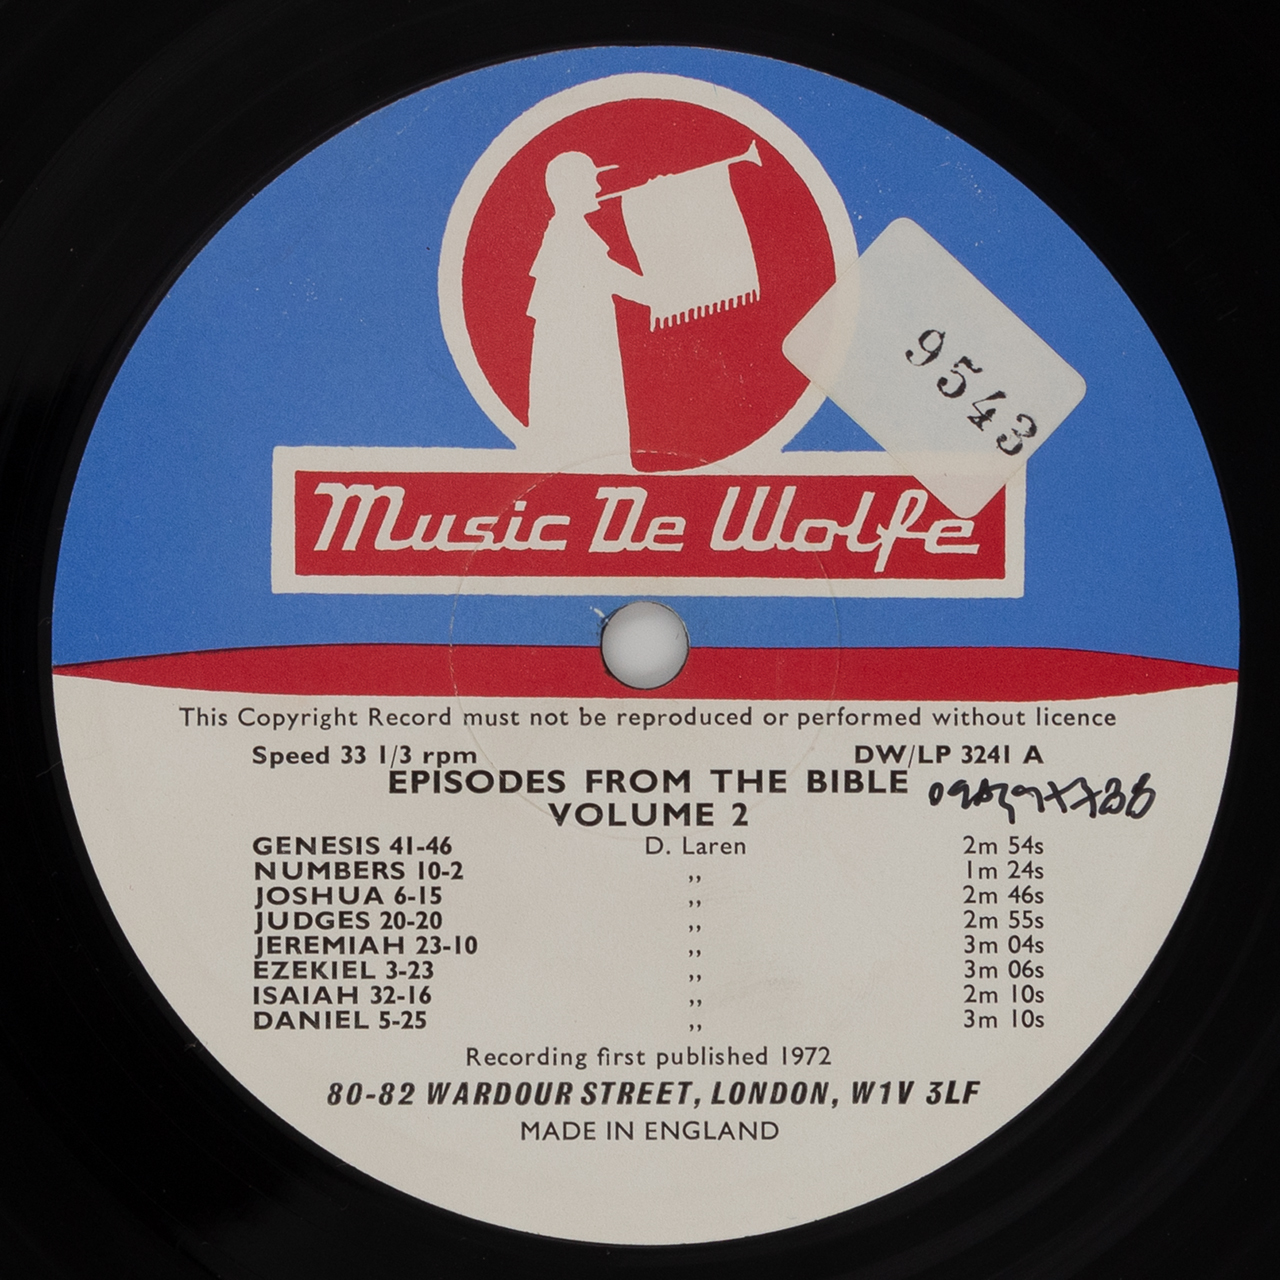 9543
Music De Wolfe
This Copyright Record must not be reproduced or performed without licence
Speed 33 1/3 rpm DW/LP 3241 A
EPISODES FROM THE BIBLE
VOLUME 2
GENESIS 41-46 D. Laren 2m 54s
NUMBERS 10-2 ,, 1m 24s
JOSHUA 6-15 ,, 2m 46s
JUDGES 20-20 ,, 2m 55s
JEREMIAH 23-10 ,, 3m 04s
EZEKIEL 3-23 ,, 3m 06s
ISAIAH 32-16 ,, 2m 10s
DANIEL 5-25 ,, 3m 10s
Recording first published 1972
80-82 WARDOUR STREET, LONDON, W1V 3LF
MADE IN ENGLAND